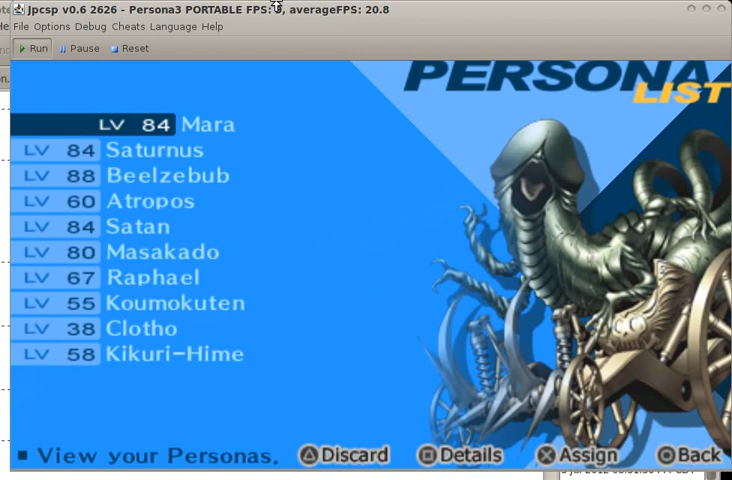 Jpcsp v0.6 2626 - Persona3 PORTABLE FPS: , averageFPS: 20.8
File Options Debug Cheats Language Help
Run Pause Reset
PERSONA
LIST
LV 84 Mara
LV 84 Saturnus
LV 88 Beelzebub
LV 60 Atropos
LV 84 Satan
LV 80 Masakado
LV 67 Raphael
LV 55 Koumokuten
LV 38 Clotho
LV 58 Kikuri-Hime
View your Personas. Discard Details Assign Back